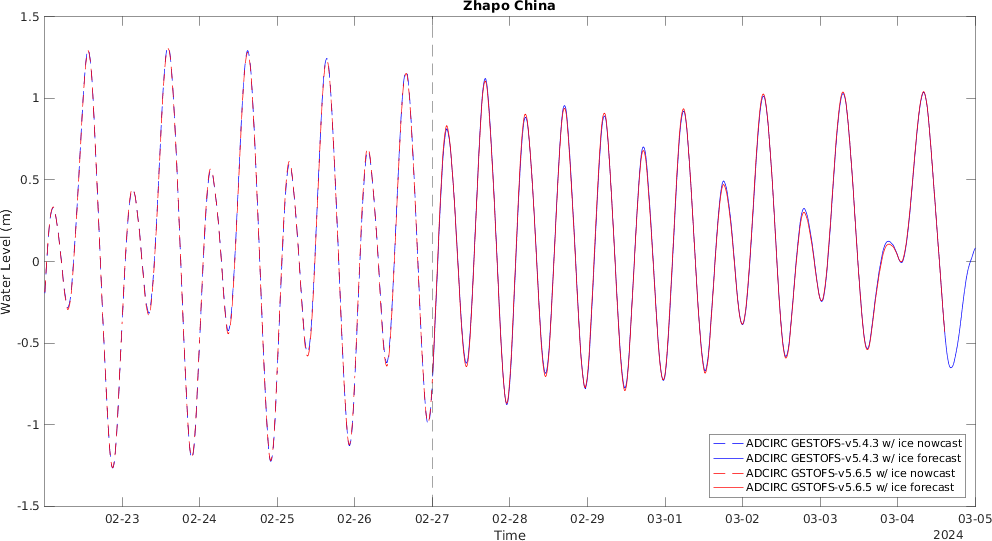 Zhapo China
1.5
1
0.5
0
-0.5
-1
-1.5
Water Level (m)
ADCIRC GESTOFS-v5.4.3 w/ ice nowcast
ADCIRC GESTOFS-v5.4.3 w/ ice forecast
ADCIRC GSTOFS-v5.6.5 w/ ice nowcast
ADCIRC GSTOFS-v5.6.5 w/ ice forecast
02-23 02-24 02-25 02-26 02-27 02-28 02-29 03-01 03-02 03-03 03-04 03-05
Time
2024